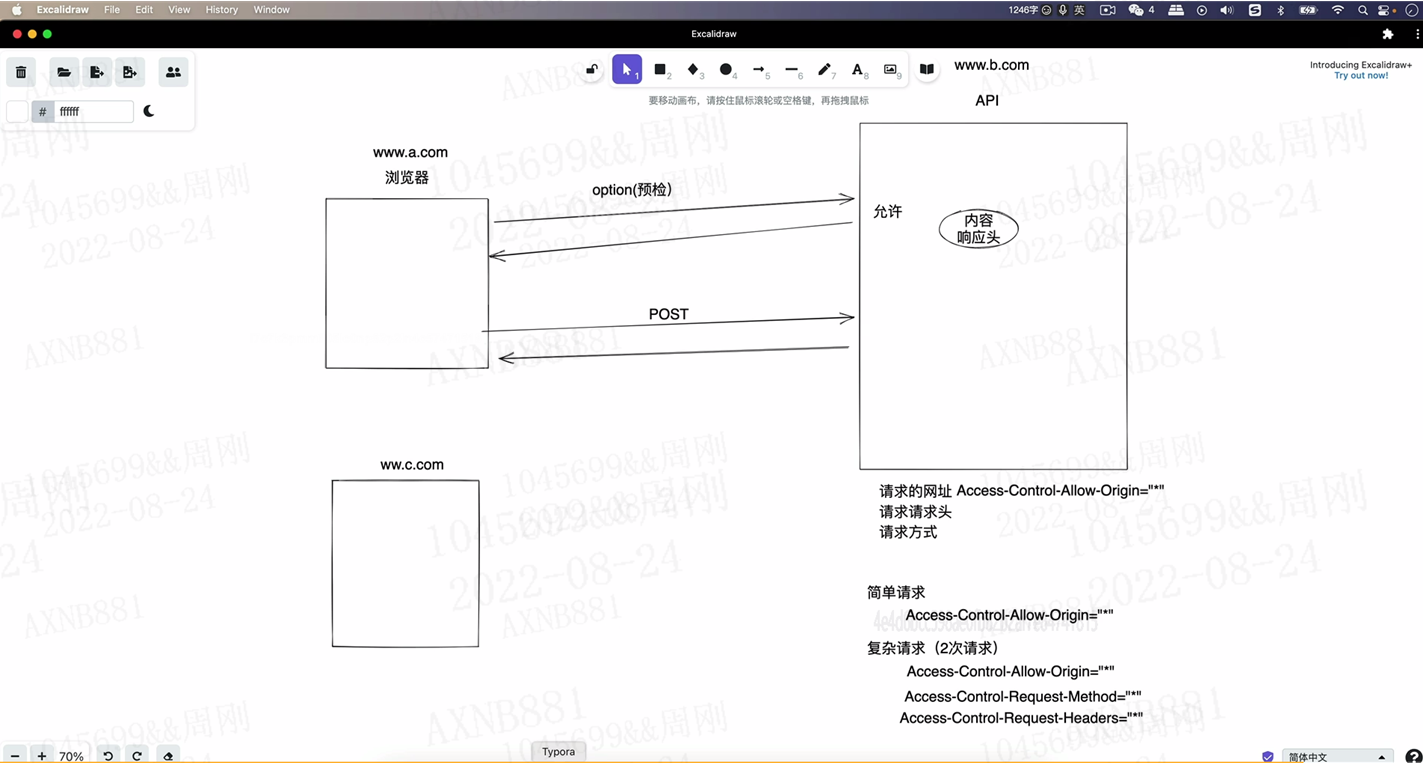 Excalidraw File Edit View History Window 1246字 英 4
Excalidraw
1 2 3 4 5 6 7 A 8 9
Introducing Excalidraw+
Try out now!
要移动画布，请按住鼠标滚轮或空格键，再拖拽鼠标
# ffffff
www.b.com
API
www.a.com
浏览器
option(预检)
允许
内容
响应头
POST
ww.c.com
请求的网址 Access-Control-Allow-Origin="*"
请求请求头
请求方式
简单请求
Access-Control-Allow-Origin="*"
复杂请求（2次请求）
Access-Control-Allow-Origin="*"
Access-Control-Request-Method="*"
Access-Control-Request-Headers="*"
70%
Typora
简体中文
1045699&&周刚
2022-08-24
AXNB881